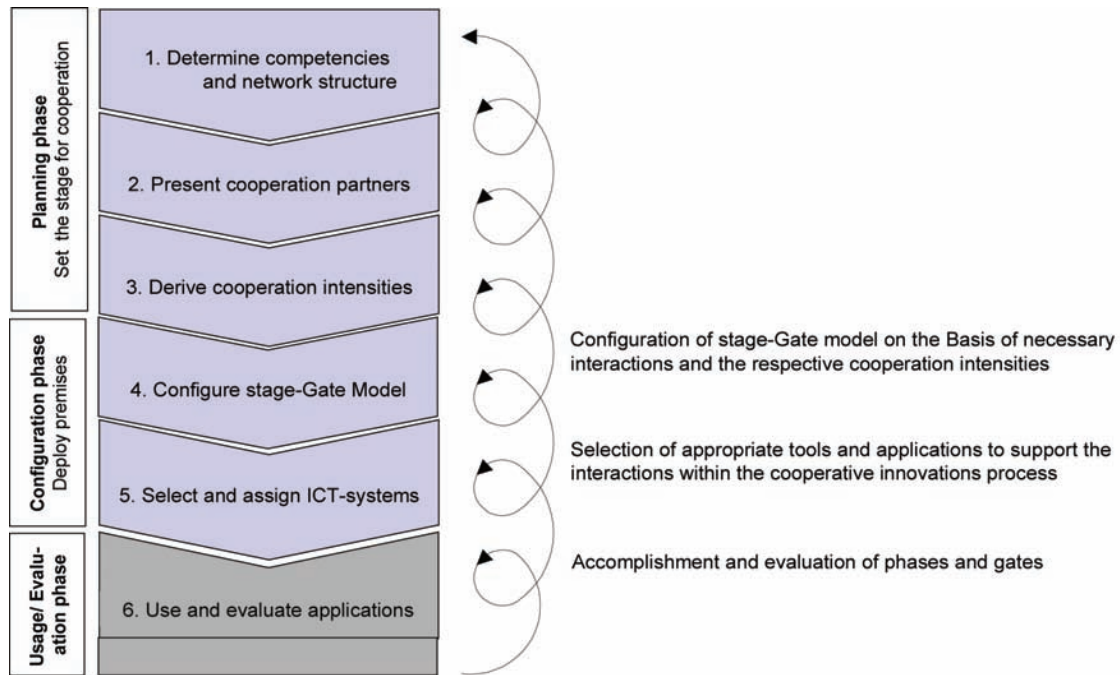 Planning phase
Set the stage for cooperation
1. Determine competencies
and network structure
2. Present cooperation partners
3. Derive cooperation intensities
Configuration phase
Deploy premises
4. Configure stage-Gate Model
Configuration of stage-Gate model on the Basis of necessary
interactions and the respective cooperation intensities
5. Select and assign ICT-systems
Selection of appropriate tools and applications to support the
interactions within the cooperative innovations process
Usage/ Evalu-
ation phase
6. Use and evaluate applications
Accomplishment and evaluation of phases and gates